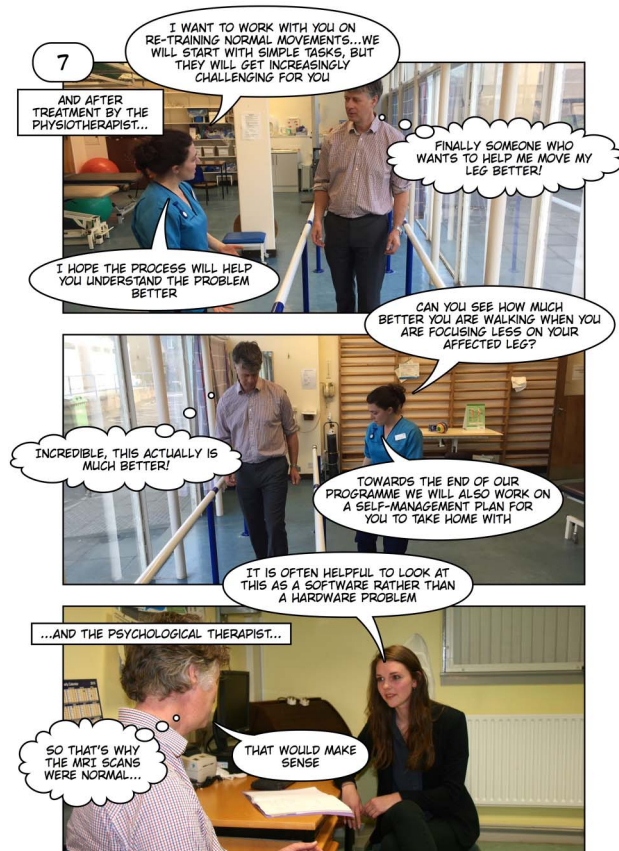 7
I WANT TO WORK WITH YOU ON
RE-TRAINING NORMAL MOVEMENTS...WE
WILL START WITH SIMPLE TASKS, BUT
THEY WILL GET INCREASINGLY
CHALLENGING FOR YOU
AND AFTER
TREATMENT BY THE
PHYSIOTHERAPIST...
FINALLY SOMEONE WHO
WANTS TO HELP ME MOVE MY
LEG BETTER!
I HOPE THE PROCESS WILL HELP
YOU UNDERSTAND THE PROBLEM
BETTER
CAN YOU SEE HOW MUCH
BETTER YOU ARE WALKING WHEN YOU
ARE FOCUSING LESS ON YOUR
AFFECTED LEG?
INCREDIBLE, THIS ACTUALLY IS
MUCH BETTER!
TOWARDS THE END OF OUR
PROGRAMME WE WILL ALSO WORK ON
A SELF-MANAGEMENT PLAN FOR
YOU TO TAKE HOME WITH
IT IS OFTEN HELPFUL TO LOOK AT
THIS AS A SOFTWARE RATHER THAN
A HARDWARE PROBLEM
...AND THE PSYCHOLOGICAL THERAPIST...
SO THAT'S WHY
THE MRI SCANS
WERE NORMAL...
THAT WOULD MAKE
SENSE